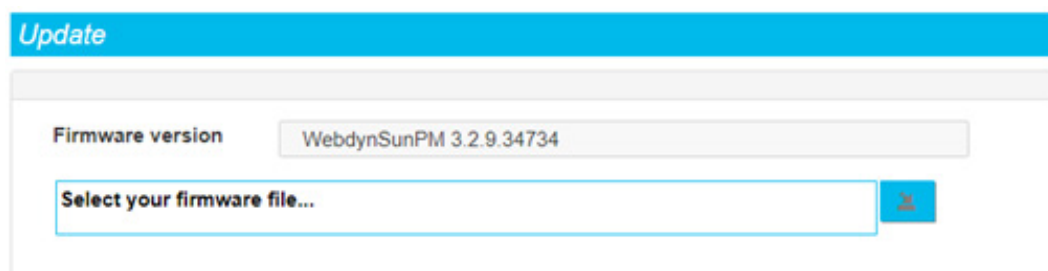 Update
Firmware version
WebdynSunPM 3.2.9.34734
Select your firmware file...